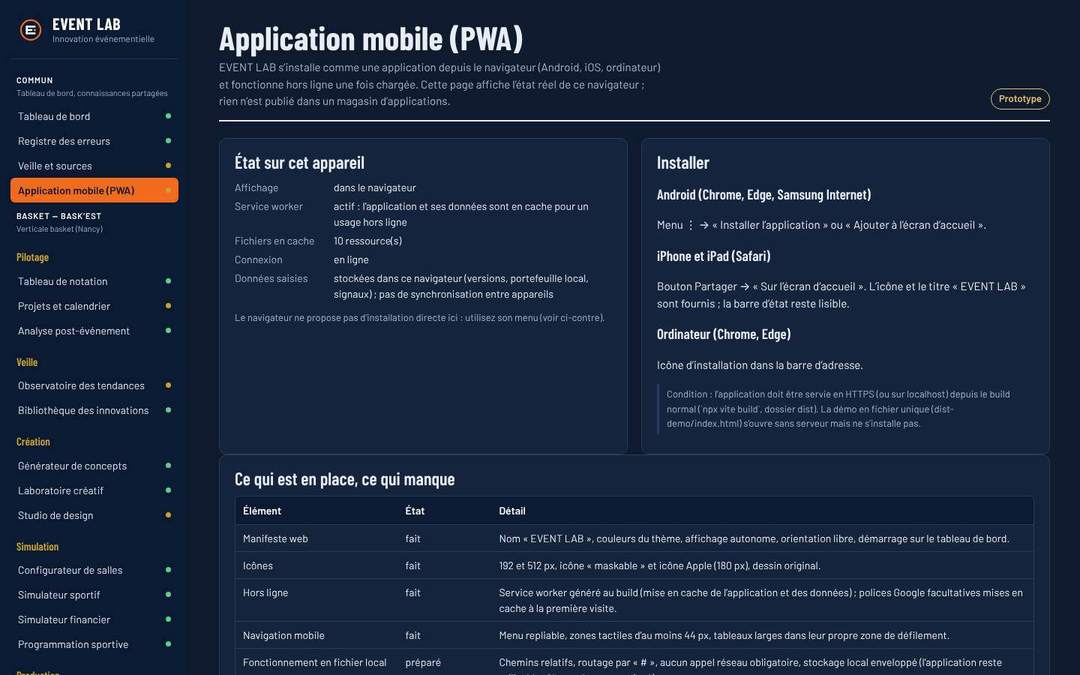 EVENT LAB
Innovation événementielle
COMMUN
Tableau de bord, connaissances partagées
Tableau de bord
Registre des erreurs
Veille et sources
Application mobile (PWA)
BASKET — BASK'EST
Verticale basket (Nancy)
Pilotage
Tableau de notation
Projets et calendrier
Analyse post-événement
Veille
Observatoire des tendances
Bibliothèque des innovations
Création
Générateur de concepts
Laboratoire créatif
Studio de design
Simulation
Configurateur de salles
Simulateur sportif
Simulateur financier
Programmation sportive
Application mobile (PWA)
EVENT LAB s'installe comme une application depuis le navigateur (Android, iOS, ordinateur)
et fonctionne hors ligne une fois chargée. Cette page affiche l'état réel de ce navigateur ;
rien n'est publié dans un magasin d'applications.
Prototype
État sur cet appareil
Affichage dans le navigateur
Service worker actif : l'application et ses données sont en cache pour un
usage hors ligne
Fichiers en cache 10 ressource(s)
Connexion en ligne
Données saisies stockées dans ce navigateur (versions, portefeuille local,
signaux) ; pas de synchronisation entre appareils
Le navigateur ne propose pas d'installation directe ici : utilisez son menu (voir ci-contre).
Installer
Android (Chrome, Edge, Samsung Internet)
Menu ⋮ → « Installer l'application » ou « Ajouter à l'écran d'accueil ».
iPhone et iPad (Safari)
Bouton Partager → « Sur l'écran d'accueil ». L'icône et le titre « EVENT LAB »
sont fournis ; la barre d'état reste lisible.
Ordinateur (Chrome, Edge)
Icône d'installation dans la barre d'adresse.
Condition : l'application doit être servie en HTTPS (ou sur localhost) depuis le build
normal (`npx vite build`, dossier dist). La démo en fichier unique (dist-
demo/index.html) s'ouvre sans serveur mais ne s'installe pas.
Ce qui est en place, ce qui manque
Élément État Détail
Manifeste web fait Nom « EVENT LAB », couleurs du thème, affichage autonome, orientation libre, démarrage sur le tableau de bord.
Icônes fait 192 et 512 px, icône « maskable » et icône Apple (180 px), dessin original.
Hors ligne fait Service worker généré au build (mise en cache de l'application et des données) ; polices Google facultatives mises en
cache à la première visite.
Navigation mobile fait Menu repliable, zones tactiles d'au moins 44 px, tableaux larges dans leur propre zone de défilement.
Fonctionnement en fichier local préparé Chemins relatifs, routage par « # », aucun appel réseau obligatoire, stockage local enveloppé (l'application reste